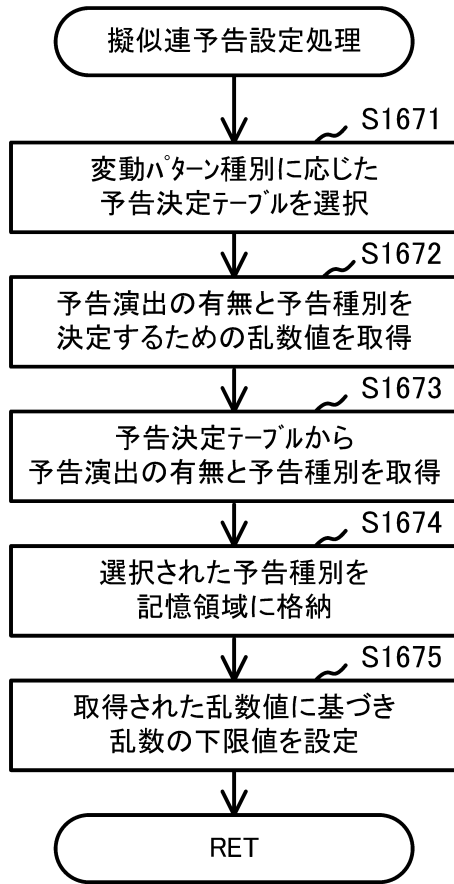 擬似連予告設定処理
S1671
変動ﾊﾟﾀｰﾝ種別に応じた
予告決定ﾃｰﾌﾞﾙを選択
S1672
予告演出の有無と予告種別を
決定するための乱数値を取得
S1673
予告決定ﾃｰﾌﾞﾙから
予告演出の有無と予告種別を取得
S1674
選択された予告種別を
記憶領域に格納
S1675
取得された乱数値に基づき
乱数の下限値を設定
RET